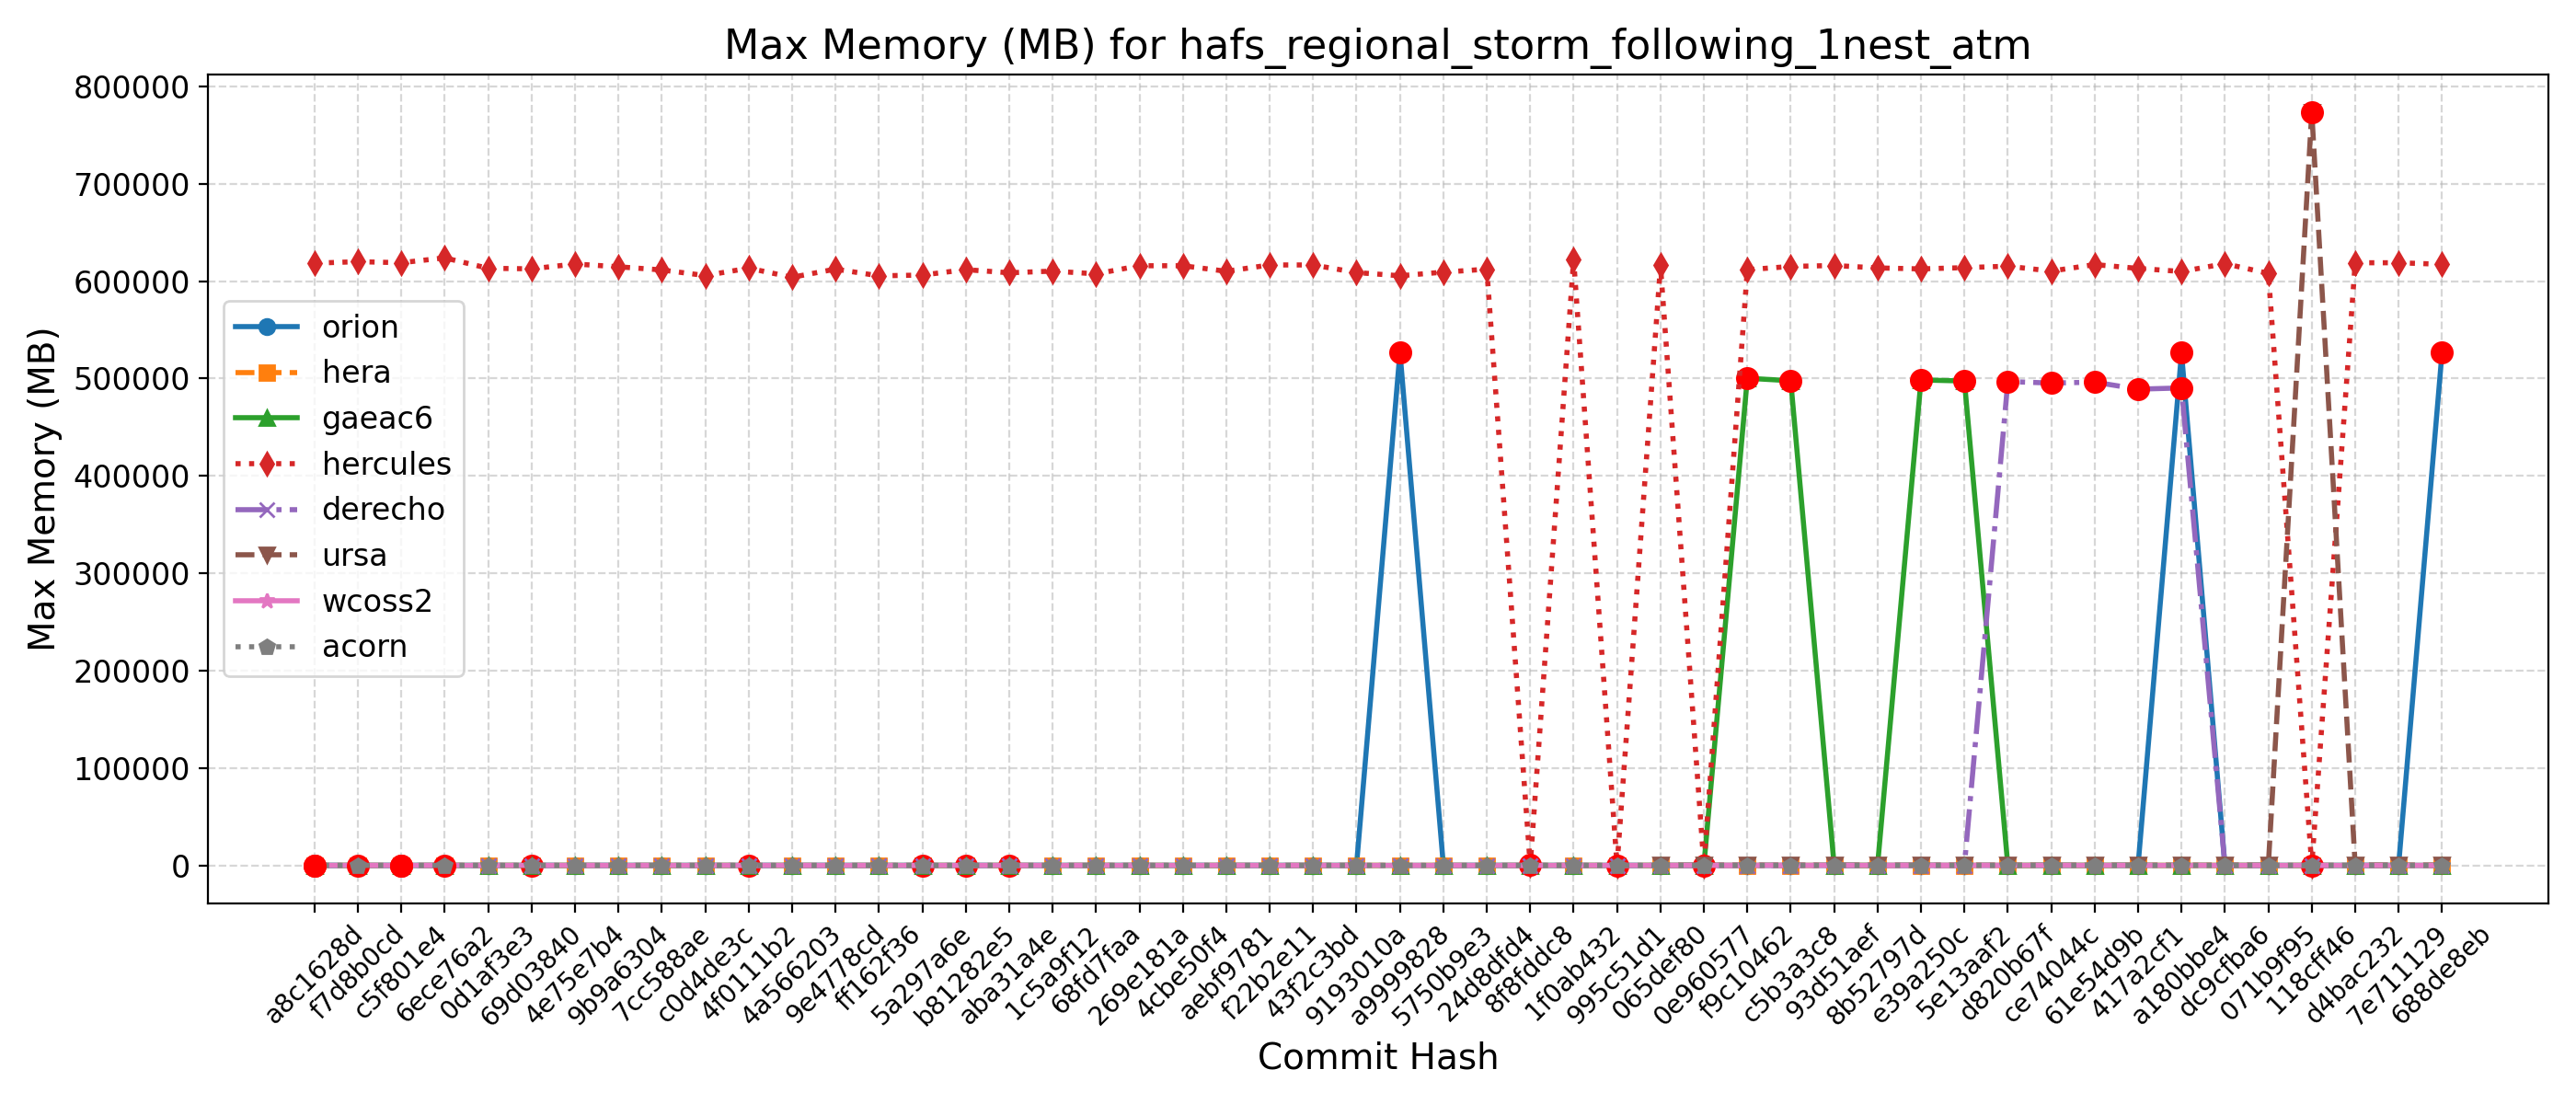 Max Memory (MB) for hafs_regional_storm_following_1nest_atm
Max Memory (MB)
800000
700000
600000
500000
400000
300000
200000
100000
0
orion
hera
gaeac6
hercules
derecho
ursa
wcoss2
acorn
a8c1628d
f7d8b0cd
c5f801e4
6ece76a2
0d1af3e3
69d03840
4e75e7b4
9b9a6304
7cc588ae
c0d4de3c
4f0111b2
4a566203
9e4778cd
ff162f36
5a297a6e
b81282e5
aba31a4e
1c5a9f12
68fd7faa
269e181a
4cbe50f4
aebf9781
f22b2e11
43f2c3bd
9193010a
a9999828
5750b9e3
24d8dfd4
8f8fddc8
1f0ab432
995c51d1
065def80
0e960577
f9c10462
c5b3a3c8
93d51aef
8b52797d
e39a250c
5e13aaf2
d820b67f
ce74044c
61e54d9b
417a2cf1
a180bbe4
dc9cfba6
071b9f95
118cff46
d4bac232
7e711129
688de8eb
Commit Hash